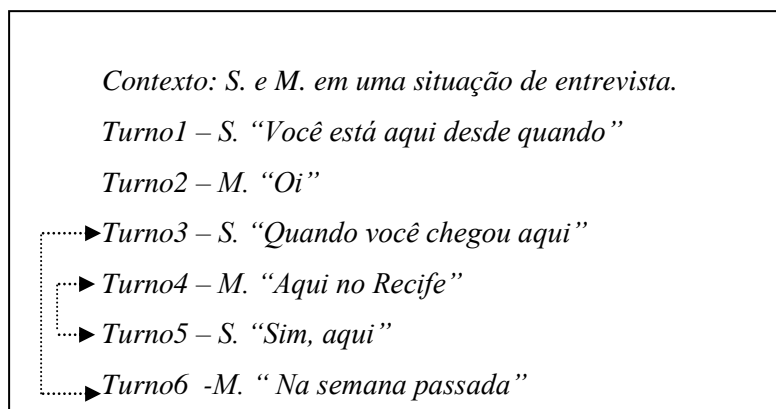 Contexto: S. e M. em uma situação de entrevista.
Turno1 – S. “Você está aqui desde quando”
Turno2 – M. “Oi”
Turno3 – S. “Quando você chegou aqui”
Turno4 – M. “Aqui no Recife”
Turno5 – S. “Sim, aqui”
Turno6 -M. “ Na semana passada”